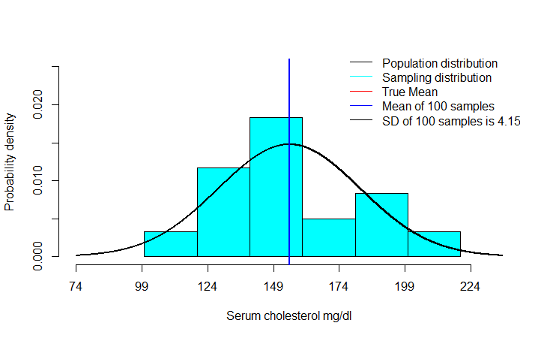 Population distribution
Sampling distribution
True Mean
Mean of 100 samples
SD of 100 samples is 4.15
Probability density
0.020
0.010
0.000
74 99 124 149 174 199 224
Serum cholesterol mg/dl